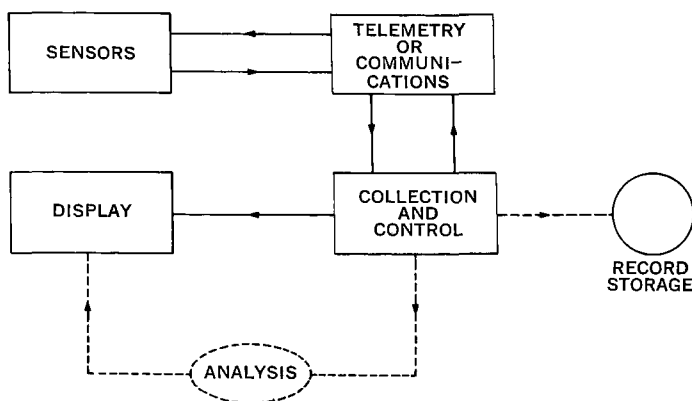 SENSORS
TELEMETRY
OR
COMMUNI-
CATIONS
DISPLAY
COLLECTION
AND
CONTROL
RECORD
STORAGE
ANALYSIS